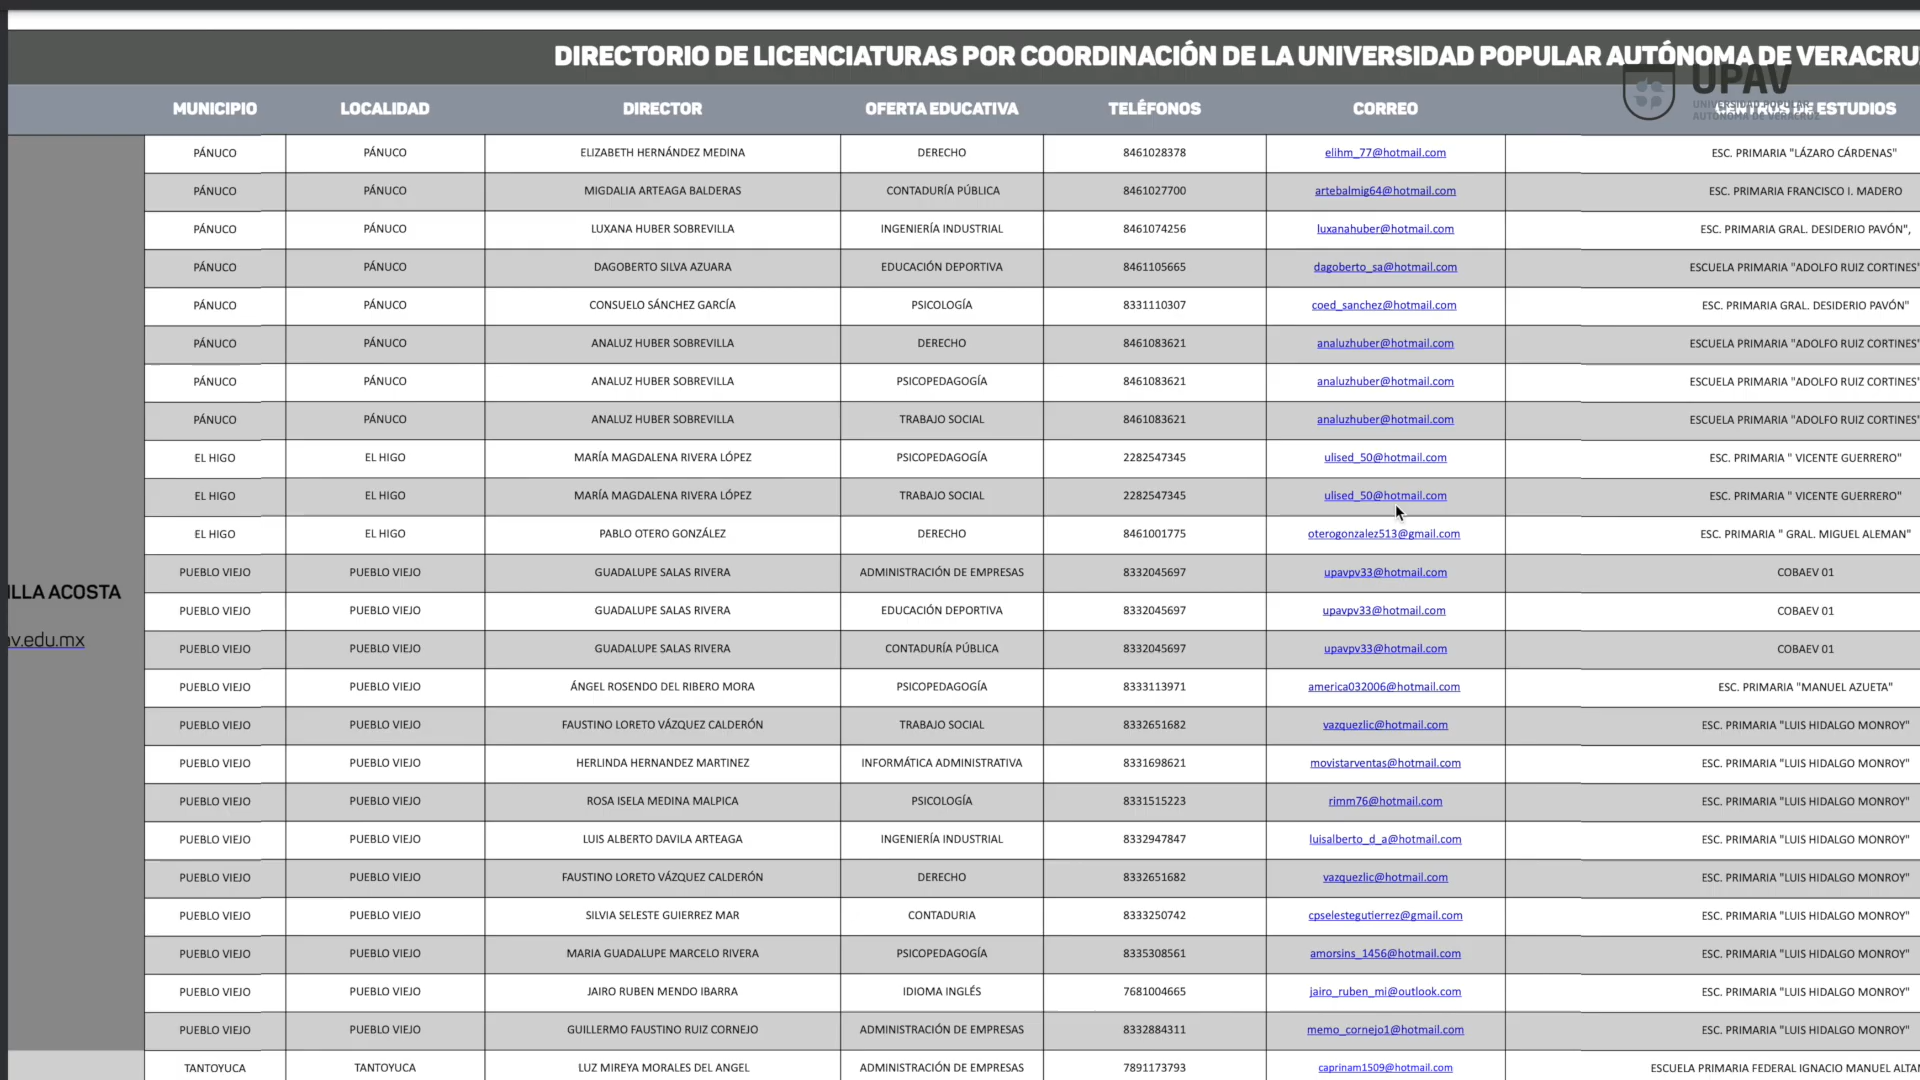 DIRECTORIO DE LICENCIATURAS POR COORDINACIÓN DE LA UNIVERSIDAD POPULAR AUTÓNOMA DE VERACRU
UPAV
UNIVERSIDAD POPULAR
AUTÓNOMA DE VERACRUZ
MUNICIPIO LOCALIDAD DIRECTOR OFERTA EDUCATIVA TELÉFONOS CORREO CENTROS DE ESTUDIOS
PÁNUCO PÁNUCO ELIZABETH HERNÁNDEZ MEDINA DERECHO 8461028378 elihm_77@hotmail.com ESC. PRIMARIA "LÁZARO CÁRDENAS"
PÁNUCO PÁNUCO MIGDALIA ARTEAGA BALDERAS CONTADURÍA PÚBLICA 8461027700 artebalmig64@hotmail.com ESC. PRIMARIA FRANCISCO I. MADERO
PÁNUCO PÁNUCO LUXANA HUBER SOBREVILLA INGENIERÍA INDUSTRIAL 8461074256 luxanahuber@hotmail.com ESC. PRIMARIA GRAL. DESIDERIO PAVÓN",
PÁNUCO PÁNUCO DAGOBERTO SILVA AZUARA EDUCACIÓN DEPORTIVA 8461105665 dagoberto_sa@hotmail.com ESCUELA PRIMARIA "ADOLFO RUIZ CORTINES"
PÁNUCO PÁNUCO CONSUELO SÁNCHEZ GARCÍA PSICOLOGÍA 8331110307 coed_sanchez@hotmail.com ESC. PRIMARIA GRAL. DESIDERIO PAVÓN"
PÁNUCO PÁNUCO ANALUZ HUBER SOBREVILLA DERECHO 8461083621 analuzhuber@hotmail.com ESCUELA PRIMARIA "ADOLFO RUIZ CORTINES"
PÁNUCO PÁNUCO ANALUZ HUBER SOBREVILLA PSICOPEDAGOGÍA 8461083621 analuzhuber@hotmail.com ESCUELA PRIMARIA "ADOLFO RUIZ CORTINES"
PÁNUCO PÁNUCO ANALUZ HUBER SOBREVILLA TRABAJO SOCIAL 8461083621 analuzhuber@hotmail.com ESCUELA PRIMARIA "ADOLFO RUIZ CORTINES"
EL HIGO EL HIGO MARÍA MAGDALENA RIVERA LÓPEZ PSICOPEDAGOGÍA 2282547345 ulised_50@hotmail.com ESC. PRIMARIA " VICENTE GUERRERO"
EL HIGO EL HIGO MARÍA MAGDALENA RIVERA LÓPEZ TRABAJO SOCIAL 2282547345 ulised_50@hotmail.com ESC. PRIMARIA " VICENTE GUERRERO"
EL HIGO EL HIGO PABLO OTERO GONZÁLEZ DERECHO 8461001775 oterogonzalez513@gmail.com ESC. PRIMARIA " GRAL. MIGUEL ALEMAN"
PUEBLO VIEJO PUEBLO VIEJO GUADALUPE SALAS RIVERA ADMINISTRACIÓN DE EMPRESAS 8332045697 upavpv33@hotmail.com COBAEV 01
ILLA ACOSTA
PUEBLO VIEJO PUEBLO VIEJO GUADALUPE SALAS RIVERA EDUCACIÓN DEPORTIVA 8332045697 upavpv33@hotmail.com COBAEV 01
av.edu.mx
PUEBLO VIEJO PUEBLO VIEJO GUADALUPE SALAS RIVERA CONTADURÍA PÚBLICA 8332045697 upavpv33@hotmail.com COBAEV 01
PUEBLO VIEJO PUEBLO VIEJO ÁNGEL ROSENDO DEL RIBERO MORA PSICOPEDAGOGÍA 8333113971 america032006@hotmail.com ESC. PRIMARIA "MANUEL AZUETA"
PUEBLO VIEJO PUEBLO VIEJO FAUSTINO LORETO VÁZQUEZ CALDERÓN TRABAJO SOCIAL 8332651682 vazquezlic@hotmail.com ESC. PRIMARIA "LUIS HIDALGO MONROY"
PUEBLO VIEJO PUEBLO VIEJO HERLINDA HERNANDEZ MARTINEZ INFORMÁTICA ADMINISTRATIVA 8331698621 movistarventas@hotmail.com ESC. PRIMARIA "LUIS HIDALGO MONROY"
PUEBLO VIEJO PUEBLO VIEJO ROSA ISELA MEDINA MALPICA PSICOLOGÍA 8331515223 rimm76@hotmail.com ESC. PRIMARIA "LUIS HIDALGO MONROY"
PUEBLO VIEJO PUEBLO VIEJO LUIS ALBERTO DAVILA ARTEAGA INGENIERÍA INDUSTRIAL 8332947847 luisalberto_d_a@hotmail.com ESC. PRIMARIA "LUIS HIDALGO MONROY"
PUEBLO VIEJO PUEBLO VIEJO FAUSTINO LORETO VÁZQUEZ CALDERÓN DERECHO 8332651682 vazquezlic@hotmail.com ESC. PRIMARIA "LUIS HIDALGO MONROY"
PUEBLO VIEJO PUEBLO VIEJO SILVIA SELESTE GUIERREZ MAR CONTADURIA 8333250742 cpselestegutierrez@gmail.com ESC. PRIMARIA "LUIS HIDALGO MONROY"
PUEBLO VIEJO PUEBLO VIEJO MARIA GUADALUPE MARCELO RIVERA PSICOPEDAGOGÍA 8335308561 amorsins_1456@hotmail.com ESC. PRIMARIA "LUIS HIDALGO MONROY"
PUEBLO VIEJO PUEBLO VIEJO JAIRO RUBEN MENDO IBARRA IDIOMA INGLÉS 7681004665 jairo_ruben_mi@outlook.com ESC. PRIMARIA "LUIS HIDALGO MONROY"
PUEBLO VIEJO PUEBLO VIEJO GUILLERMO FAUSTINO RUIZ CORNEJO ADMINISTRACIÓN DE EMPRESAS 8332884311 memo_cornejo1@hotmail.com ESC. PRIMARIA "LUIS HIDALGO MONROY"
TANTOYUCA TANTOYUCA LUZ MIREYA MORALES DEL ANGEL ADMINISTRACIÓN DE EMPRESAS 7891173793 caprinam1509@hotmail.com ESCUELA PRIMARIA FEDERAL IGNACIO MANUEL ALTA